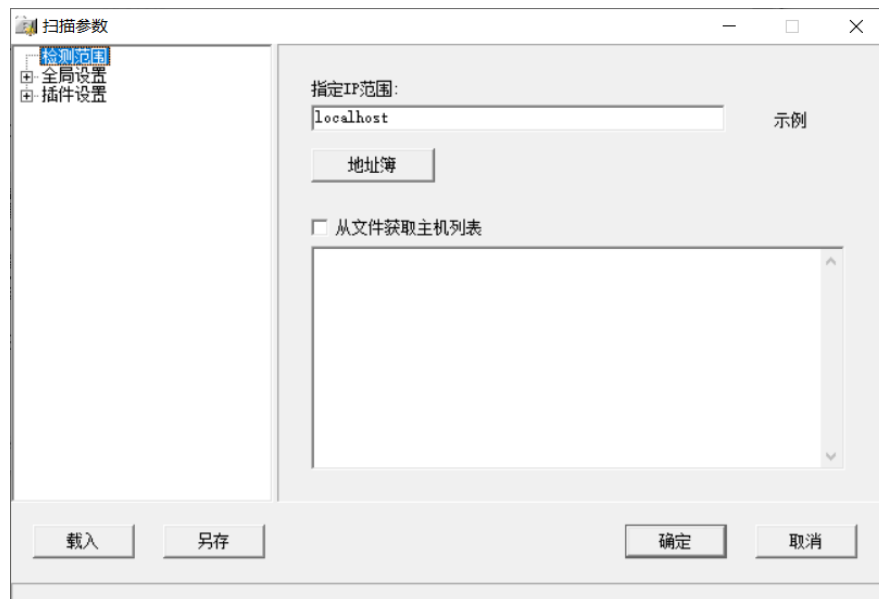 扫描参数
检测范围
全局设置
插件设置
指定IP范围:
localhost
示例
地址簿
从文件获取主机列表
载入
另存
确定
取消